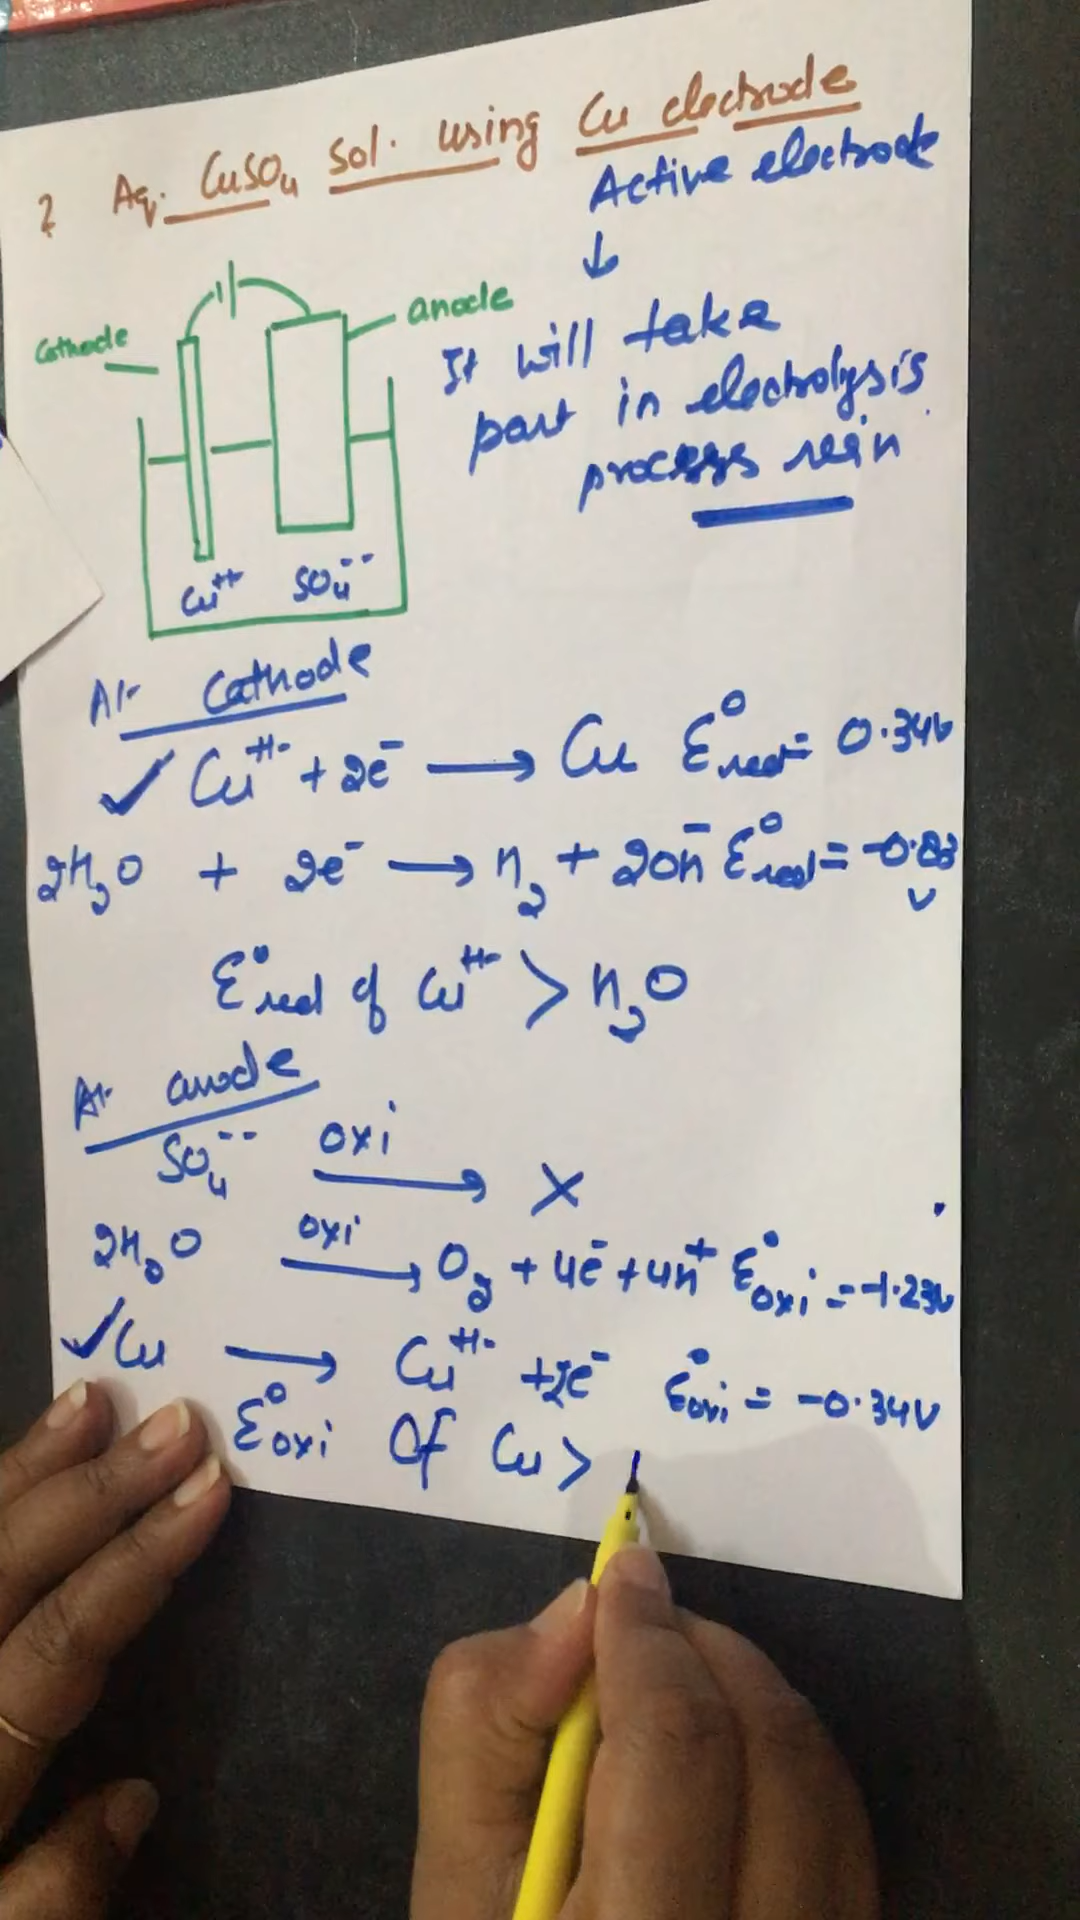 2 Aq. CuSO₄ sol. using Cu electrode
Active electrode
↓
It will take
part in electrolysis
process
cathode
anode
Cu⁺⁺ SO₄⁻⁻
At cathode
✓ Cu⁺⁺ + 2e⁻ → Cu E°red = 0.34V
2H₂O + 2e⁻ → H₂ + 2OH⁻ E°red = -0.83
V
E°red of Cu⁺⁺ > H₂O
At anode
SO₄⁻⁻ oxi → X
2H₂O oxi → O₂ + 4e⁻ + 4H⁺ E°oxi = -1.23V
✓ Cu → Cu⁺⁺ + 2e⁻ E°oxi = -0.34V
E°oxi Of Cu >